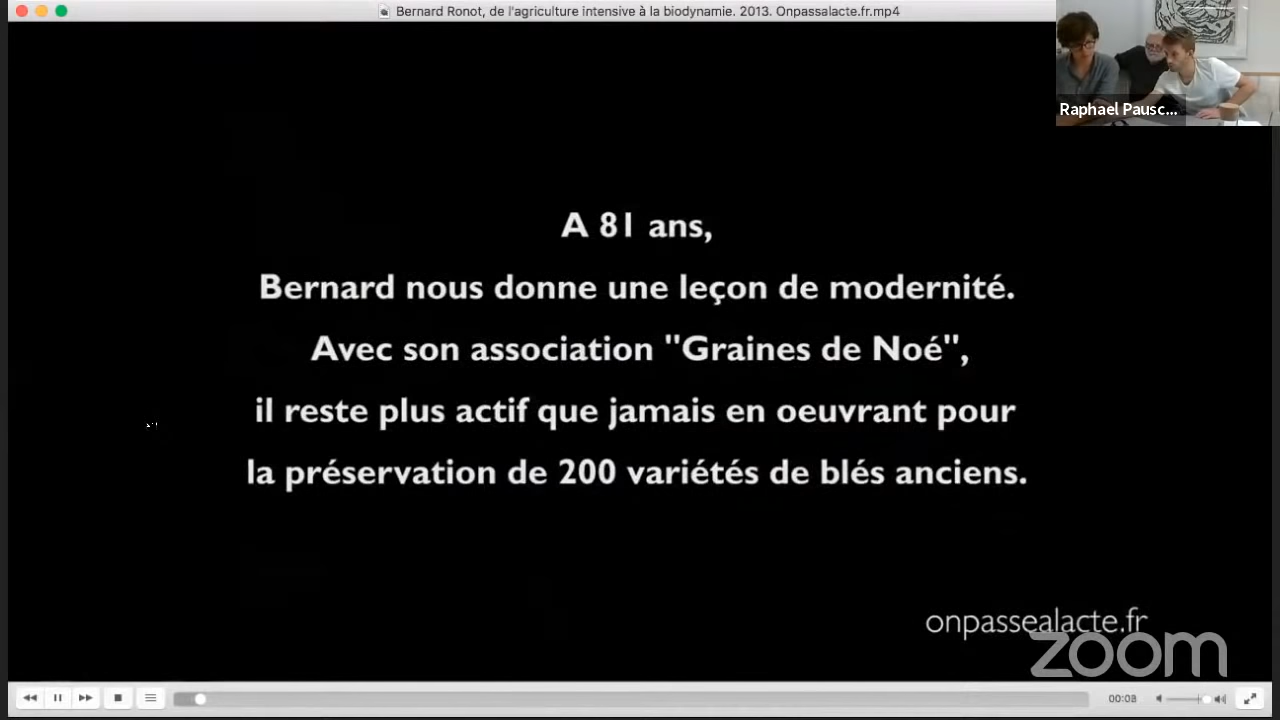 Bernard Ronot, de l'agriculture intensive à la biodynamie. 2013. Onpassalacte.fr.mp4
Raphael Pausc...
A 81 ans,
Bernard nous donne une leçon de modernité.
Avec son association "Graines de Noé",
il reste plus actif que jamais en oeuvrant pour
la préservation de 200 variétés de blés anciens.
onpassealacte.fr
zoom
00:08